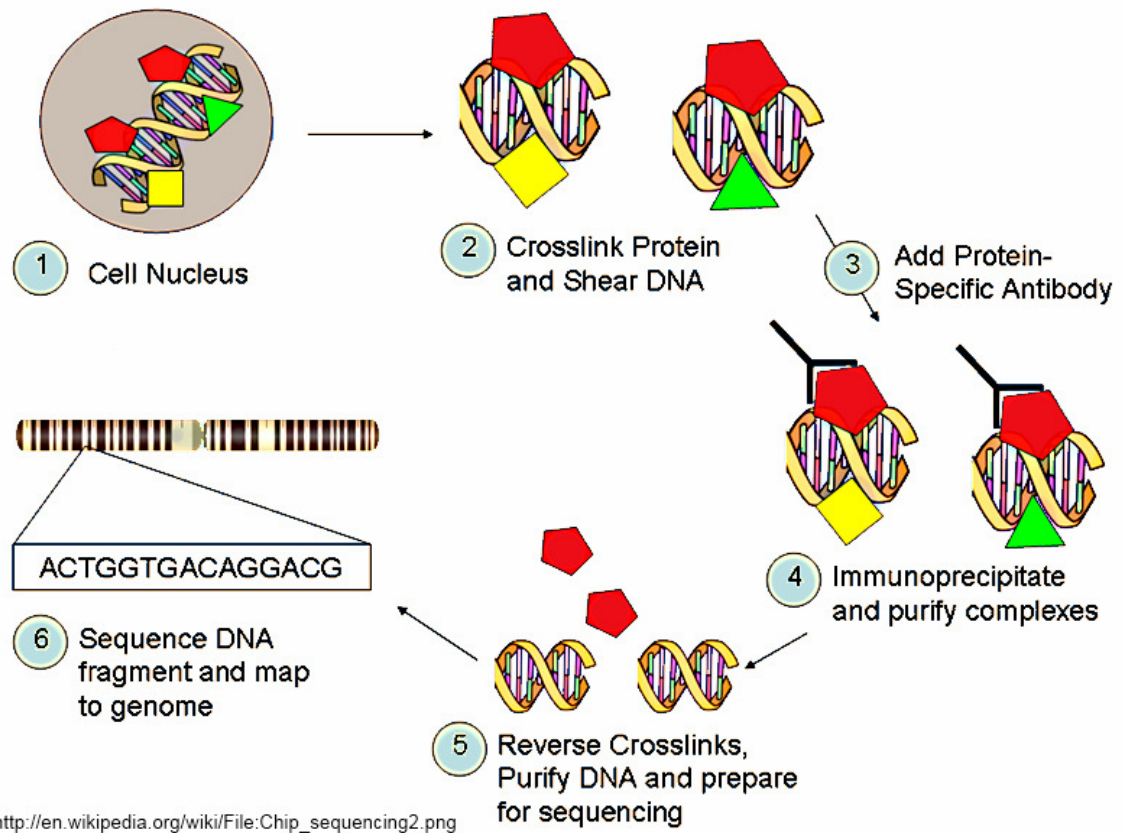 1 Cell Nucleus
2 Crosslink Protein
and Shear DNA
3 Add Protein-
Specific Antibody
4 Immunoprecipitate
and purify complexes
5 Reverse Crosslinks,
Purify DNA and prepare
for sequencing
ACTGGTGACAGGACG
6 Sequence DNA
fragment and map
to genome
http://en.wikipedia.org/wiki/File:Chip_sequencing2.png